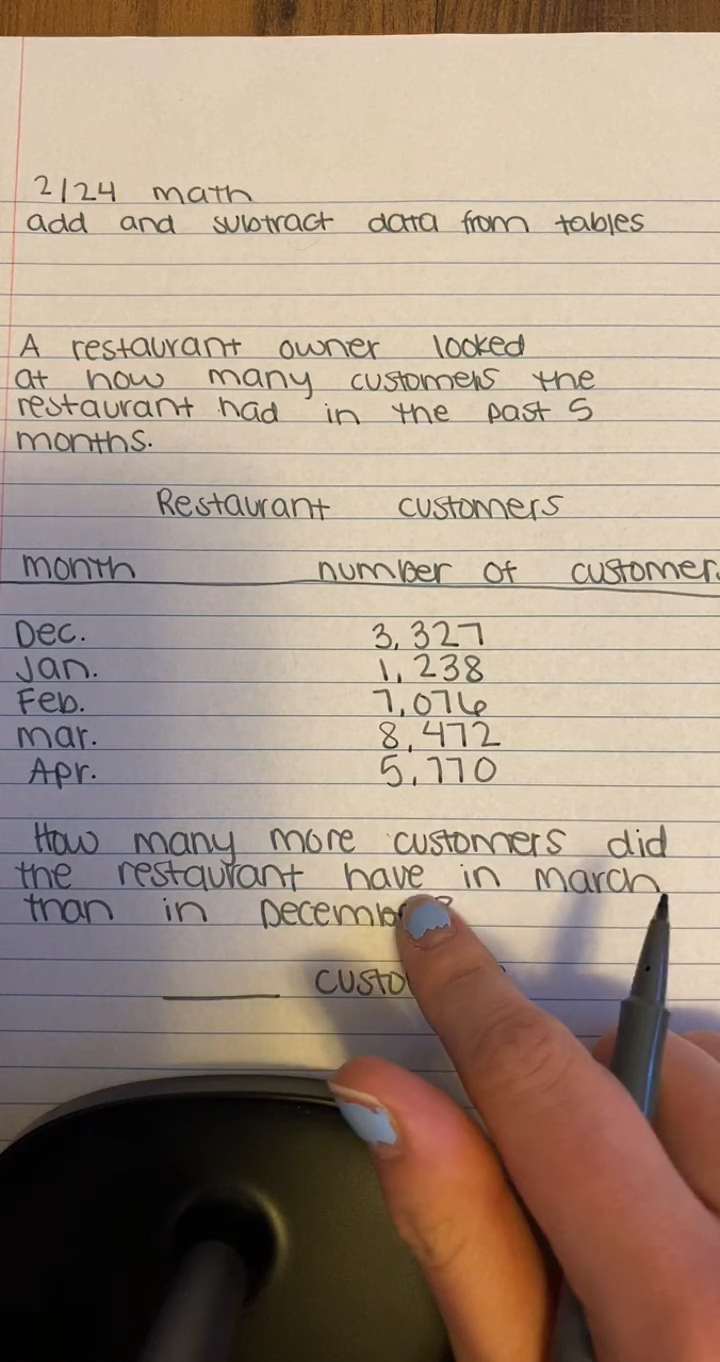 2/24 math
add and subtract data from tables
A restaurant owner looked
at how many customers the
restaurant had in the past 5
months.
Restaurant customers
month number of customer
Dec. 3,327
Jan. 1,238
Feb. 7,076
mar. 8,472
Apr. 5,770
How many more customers did
the restaurant have in march
than in